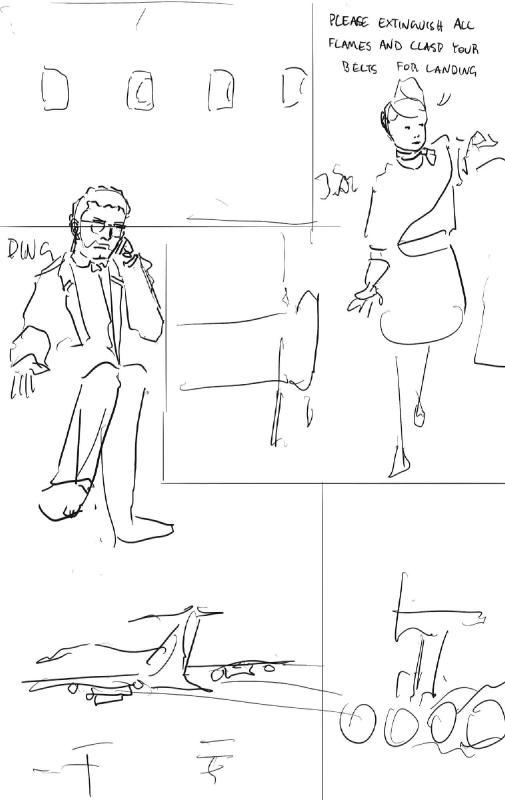 PLEASE EXTINGUISH ALL
FLAMES AND CLASP YOUR
BELTS FOR LANDING
DING